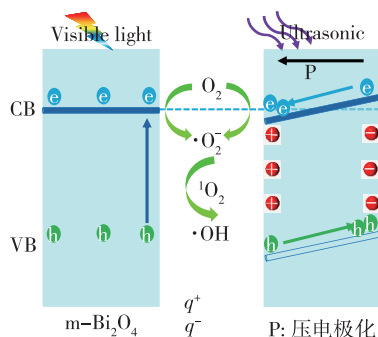 Visible light
Ultrasonic
P
CB
e e e
O₂
e e e
·O₂⁻
+ −
+ −
¹O₂
+ −
VB
h h h
·OH
h h h
m-Bi₂O₄
q⁺
q⁻
P: 压电极化